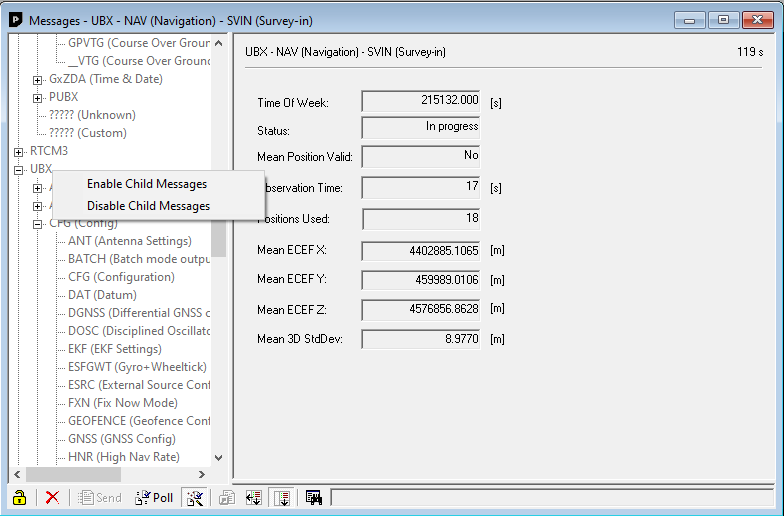 Messages - UBX - NAV (Navigation) - SVIN (Survey-in)
GPVTG (Course Over Groun
__VTG (Course Over Ground
GxZDA (Time & Date)
PUBX
????? (Unknown)
????? (Custom)
RTCM3
UBX
Enable Child Messages
Disable Child Messages
CFG (Config)
ANT (Antenna Settings)
BATCH (Batch mode outpu
CFG (Configuration)
DAT (Datum)
DGNSS (Differential GNSS c
DOSC (Disciplined Oscillato
EKF (EKF Settings)
ESFGWT (Gyro+Wheeltick)
ESRC (External Source Conf
FXN (Fix Now Mode)
GEOFENCE (Geofence Conf
GNSS (GNSS Config)
HNR (High Nav Rate)
UBX - NAV (Navigation) - SVIN (Survey-in) 119 s
Time Of Week: 215132.000 [s]
Status: In progress
Mean Position Valid: No
bservation Time: 17 [s]
Positions Used: 18
Mean ECEF X: 4402885.1065 [m]
Mean ECEF Y: 459989.0106 [m]
Mean ECEF Z: 4576856.8628 [m]
Mean 3D StdDev: 8.9770 [m]
Send Poll